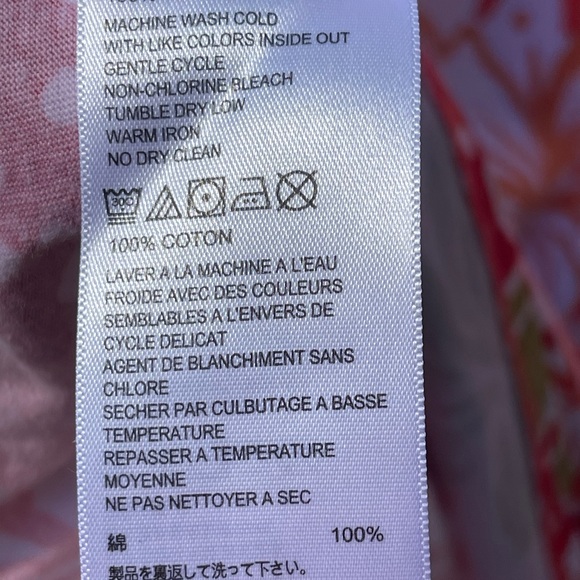 MACHINE WASH COLD
WITH LIKE COLORS INSIDE OUT
GENTLE CYCLE
NON-CHLORINE BLEACH
TUMBLE DRY LOW
WARM IRON
NO DRY CLEAN
30C
100% COTON
LAVER A LA MACHINE A L'EAU
FROIDE AVEC DES COULEURS
SEMBLABLES A L'ENVERS DE
CYCLE DELICAT
AGENT DE BLANCHIMENT SANS
CHLORE
SECHER PAR CULBUTAGE A BASSE
TEMPERATURE
REPASSER A TEMPERATURE
MOYENNE
NE PAS NETTOYER A SEC
綿 100%
製品を裏返して洗って下さい。